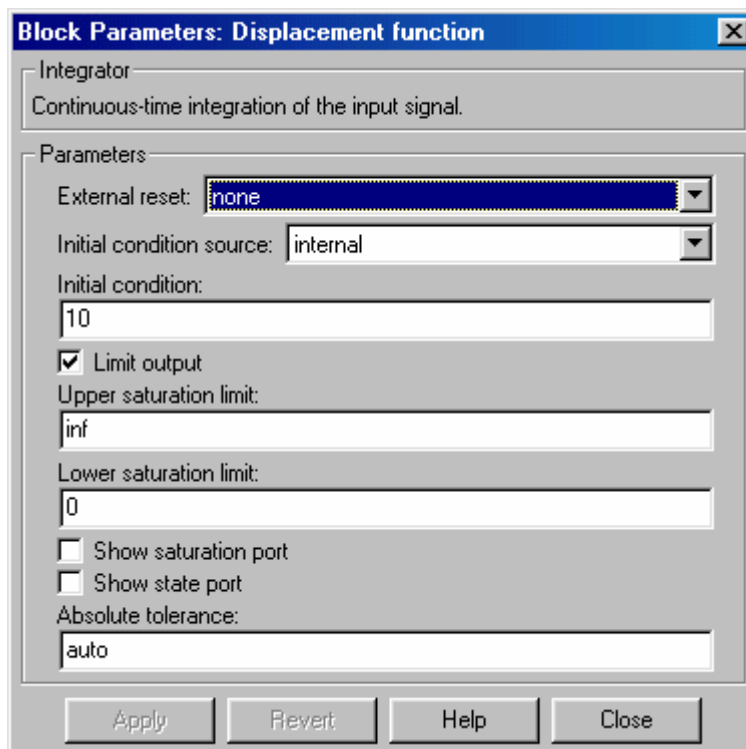 Block Parameters: Displacement function
Integrator
Continuous-time integration of the input signal.
Parameters
External reset: none
Initial condition source: internal
Initial condition:
10
Limit output
Upper saturation limit:
inf
Lower saturation limit:
0
Show saturation port
Show state port
Absolute tolerance:
auto
Apply Revert Help Close